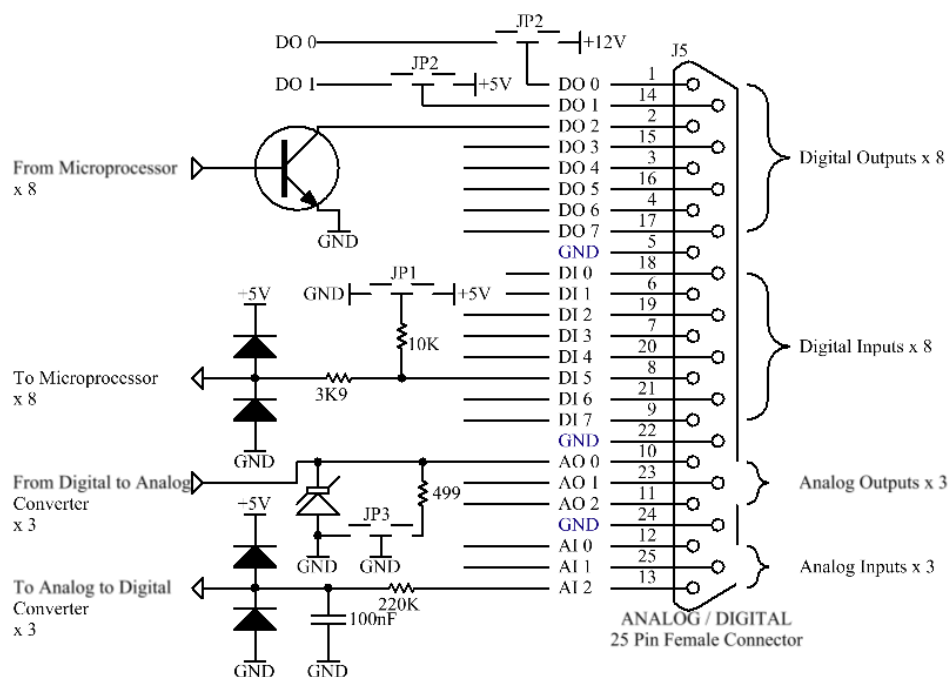 JP2
DO 0
+12V
J5
JP2
DO 1
+5V
DO 0 1
DO 1 14
DO 2 2
DO 3 15
DO 4 3
DO 5 16
DO 6 4
DO 7 17
GND 5
DI 0 18
DI 1 6
DI 2 19
DI 3 7
DI 4 20
DI 5 8
DI 6 21
DI 7 9
GND 22
AO 0 10
AO 1 23
AO 2 11
GND 24
AI 0 12
AI 1 25
AI 2 13
Digital Outputs x 8
Digital Inputs x 8
Analog Outputs x 3
Analog Inputs x 3
ANALOG / DIGITAL
25 Pin Female Connector
From Microprocessor
x 8
GND
JP1
GND
+5V
+5V
10K
To Microprocessor
x 8
3K9
GND
From Digital to Analog
Converter
x 3
499
JP3
+5V
GND
GND
To Analog to Digital
Converter
x 3
220K
100nF
GND
GND